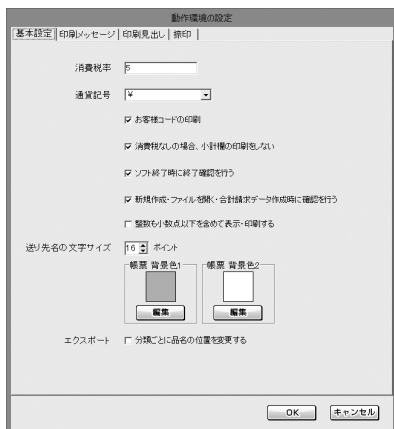 動作環境の設定
基本設定 印刷メッセージ 印刷見出し 捺印
消費税率 5
通貨記号 ¥
お客様コードの印刷
消費税なしの場合、小計欄の印刷をしない
ソフト終了時に終了確認を行う
新規作成・ファイルを開く・合計請求データ作成時に確認を行う
整数も小数点以下を含めて表示・印刷する
送り先名の文字サイズ 16 ポイント
帳票 背景色1 帳票 背景色2
編集 編集
エクスポート 分類ごとに品名の位置を変更する
OK キャンセル